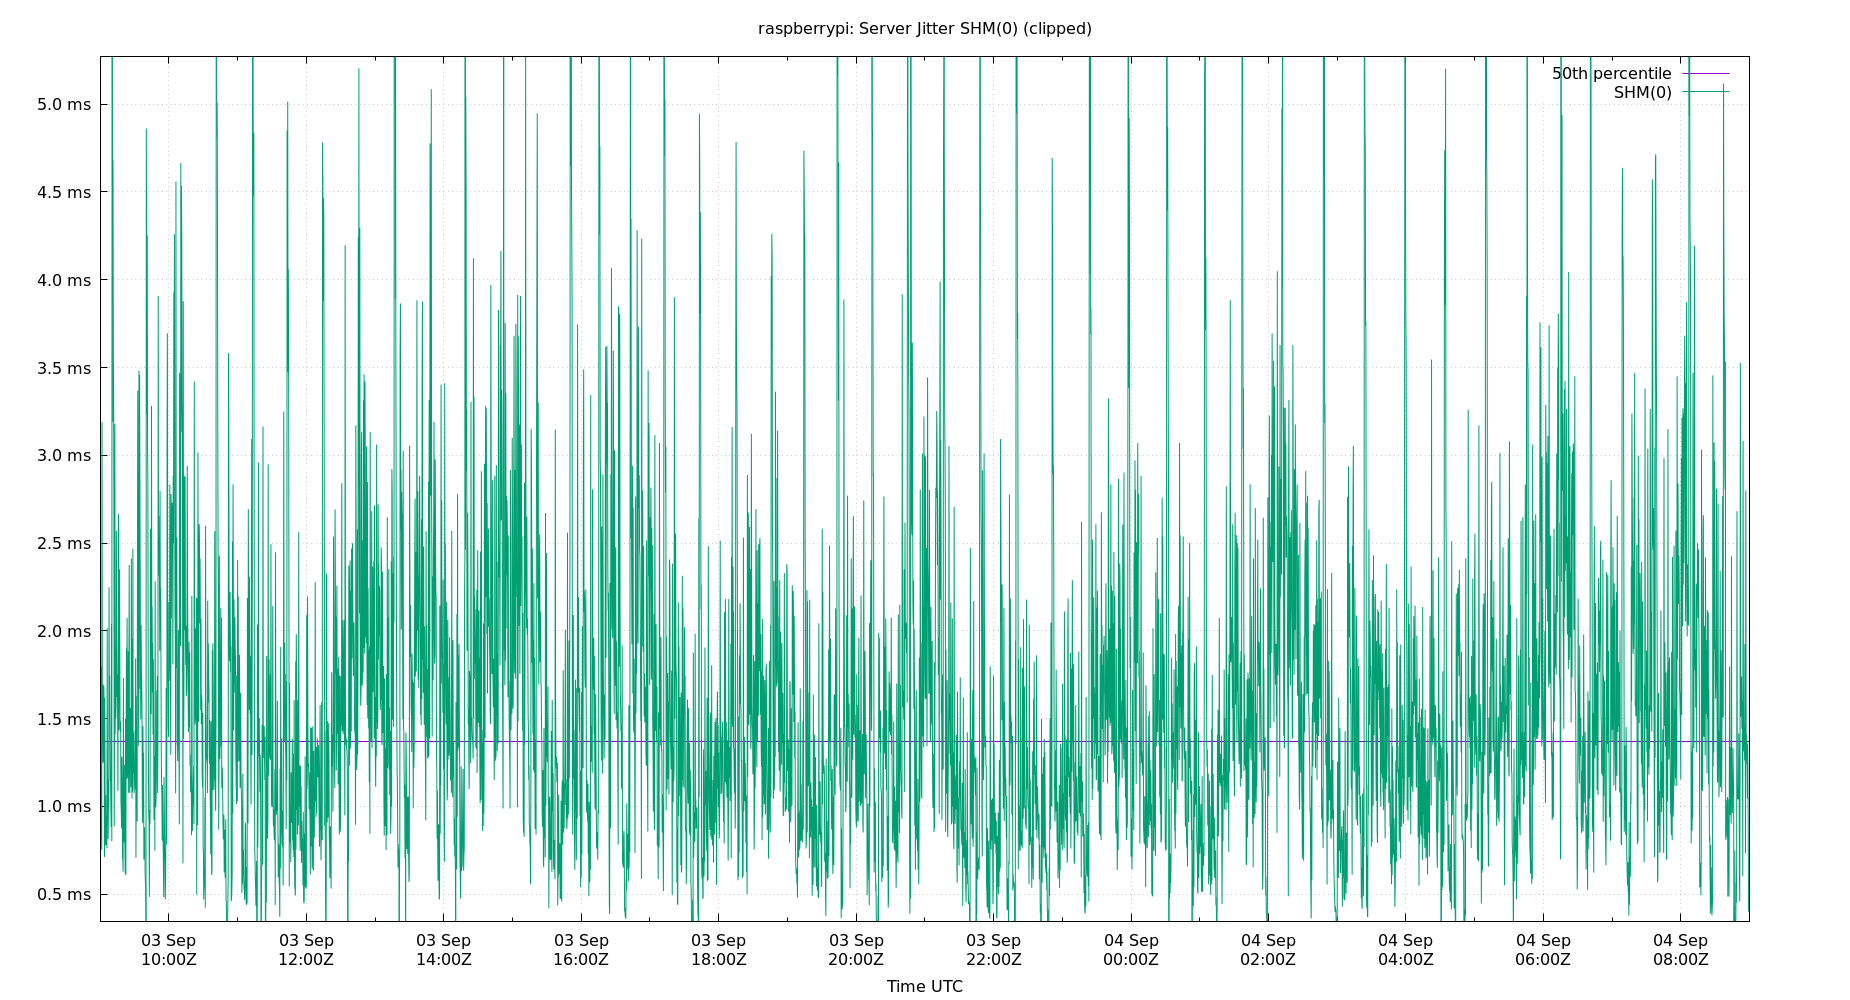 raspberrypi: Server Jitter SHM(0) (clipped)
50th percentile
SHM(0)
5.0 ms
4.5 ms
4.0 ms
3.5 ms
3.0 ms
2.5 ms
2.0 ms
1.5 ms
1.0 ms
0.5 ms
03 Sep 03 Sep 03 Sep 03 Sep 03 Sep 03 Sep 03 Sep 04 Sep 04 Sep 04 Sep 04 Sep 04 Sep
10:00Z 12:00Z 14:00Z 16:00Z 18:00Z 20:00Z 22:00Z 00:00Z 02:00Z 04:00Z 06:00Z 08:00Z
Time UTC